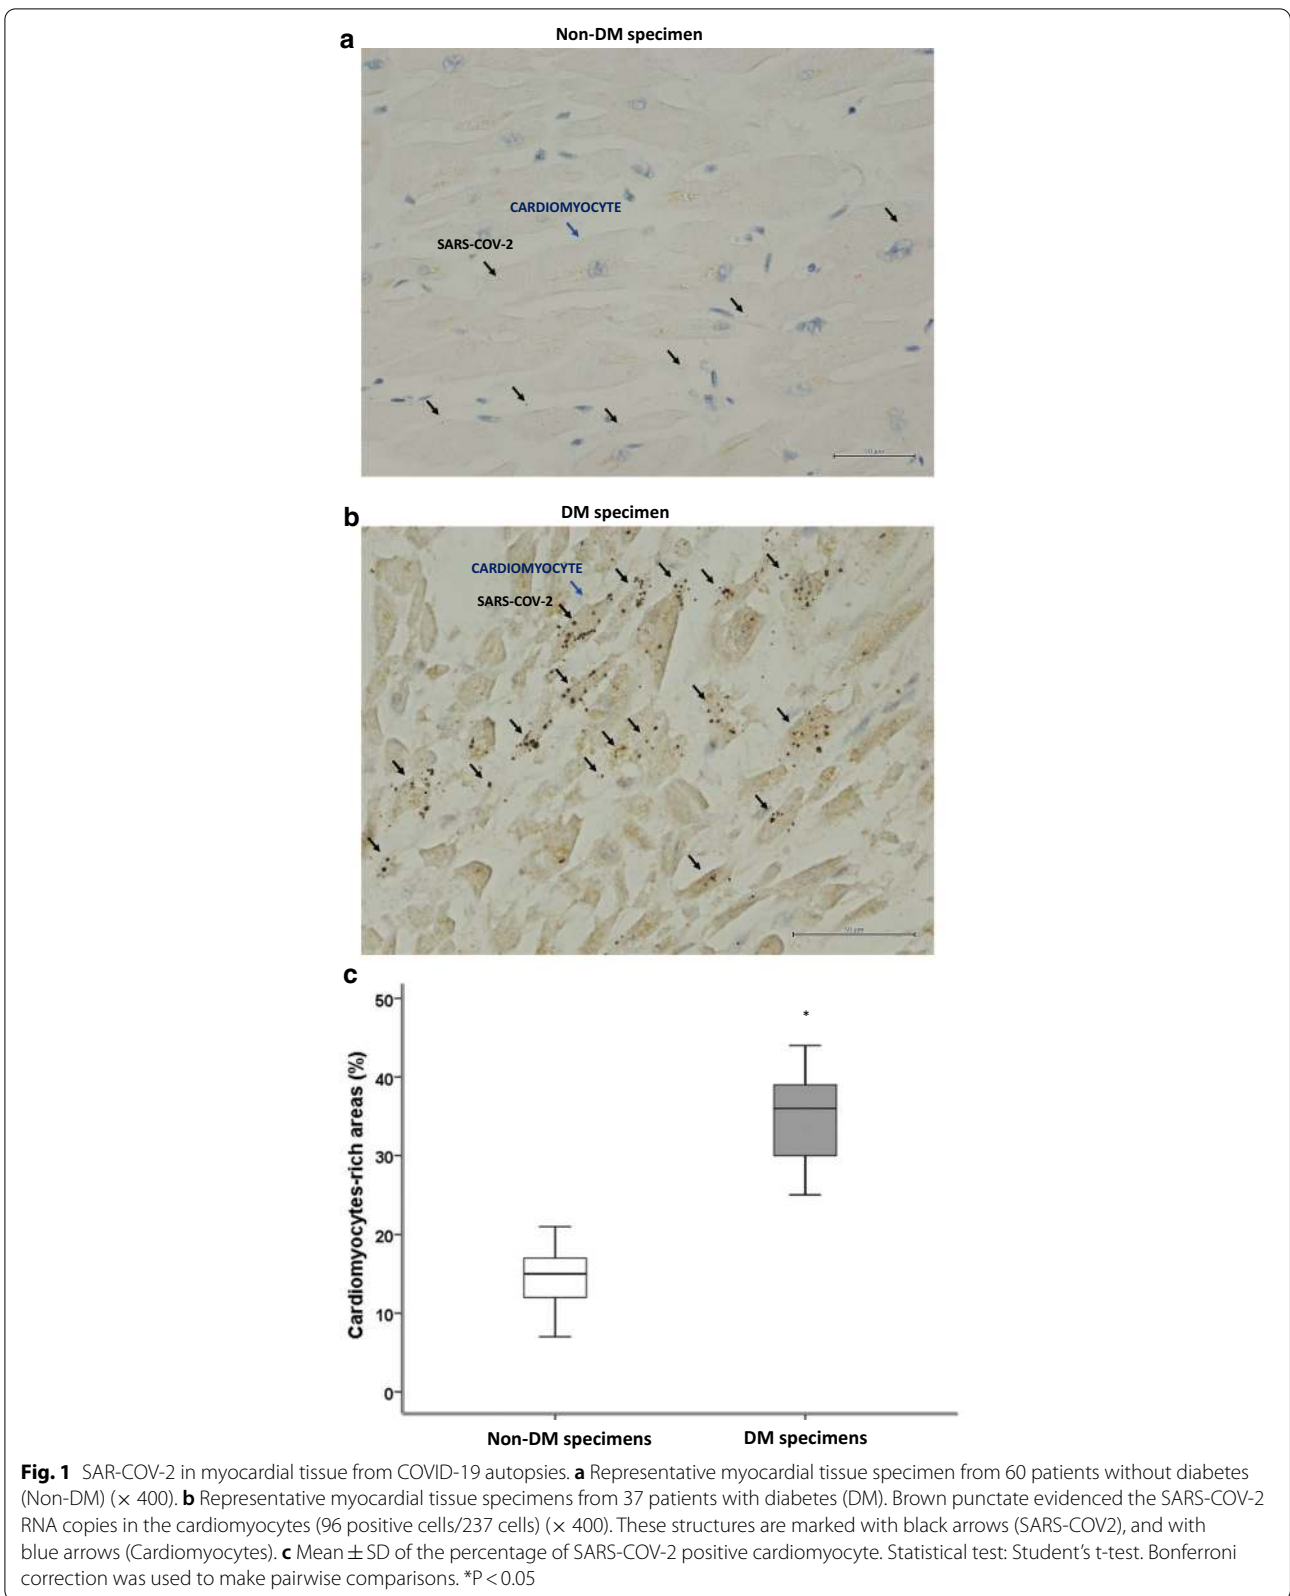 a
Non-DM specimen
CARDIOMYOCYTE
SARS-COV-2
50 µm
b
DM specimen
CARDIOMYOCYTE
SARS-COV-2
50 µm
c
50
40
30
20
10
0
Cardiomyocytes-rich areas (%)
*
Non-DM specimens
DM specimens
Fig. 1 SAR-COV-2 in myocardial tissue from COVID-19 autopsies. a Representative myocardial tissue specimen from 60 patients without diabetes
(Non-DM) (× 400). b Representative myocardial tissue specimens from 37 patients with diabetes (DM). Brown punctate evidenced the SARS-COV-2
RNA copies in the cardiomyocytes (96 positive cells/237 cells) (× 400). These structures are marked with black arrows (SARS-COV2), and with
blue arrows (Cardiomyocytes). c Mean ± SD of the percentage of SARS-COV-2 positive cardiomyocyte. Statistical test: Student's t-test. Bonferroni
correction was used to make pairwise comparisons. *P < 0.05